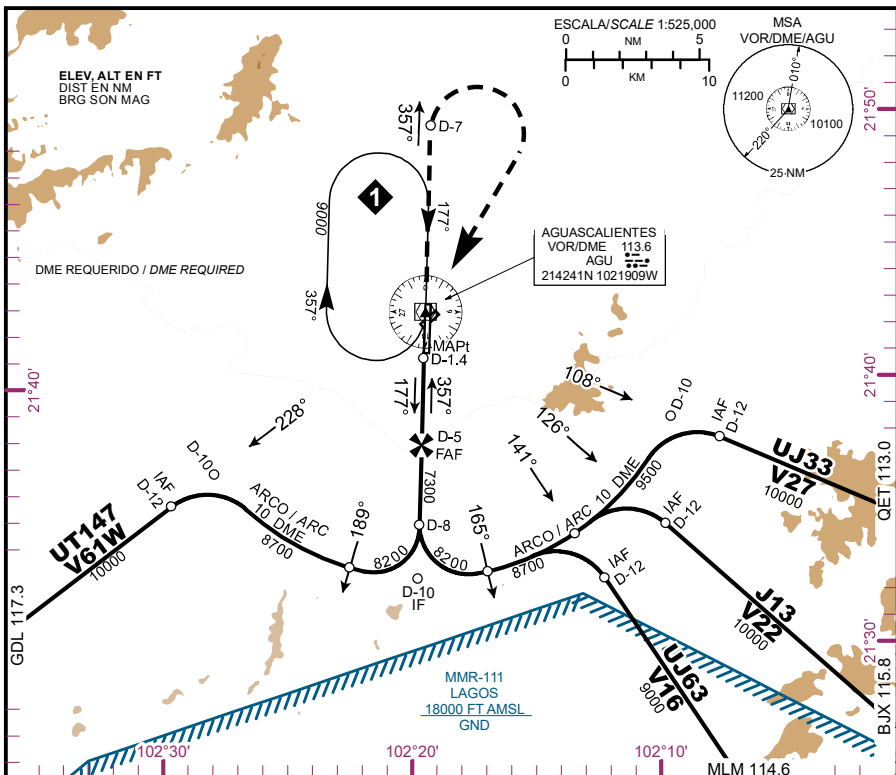 ESCALA/SCALE 1:525,000
0 NM 5
0 KM 10
MSA
VOR/DME/AGU
010°
11200
10100
220°
25 NM
21°50'
ELEV, ALT EN FT
DIST EN NM
BRG SON MAG
357°
D-7
1
9000
177°
357°
DME REQUERIDO / DME REQUIRED
AGUASCALIENTES
VOR/DME 113.6
AGU
214241N 1021909W
27
0
9
MAPt
D-1.4
177°
357°
21°40'
21°40'
108°
D-10
IAF
D-12
126°
228°
D-5
FAF
141°
D-10
IAF
D-12
7300
9500
UJ33
V27
10000
QET 113.0
ARCO / ARC
10 DME
8700
189°
D-8
165°
ARCO / ARC 10 DME
8700
IAF
D-12
UT147
V61W
10000
8200
8200
D-10
IF
IAF
D-12
J13
V22
10000
GDL 117.3
21°30'
UJ63
V16
9000
BJX 115.8
MMR-111
LAGOS
18000 FT AMSL
GND
102°30'
102°20'
102°10'
MLM 114.6